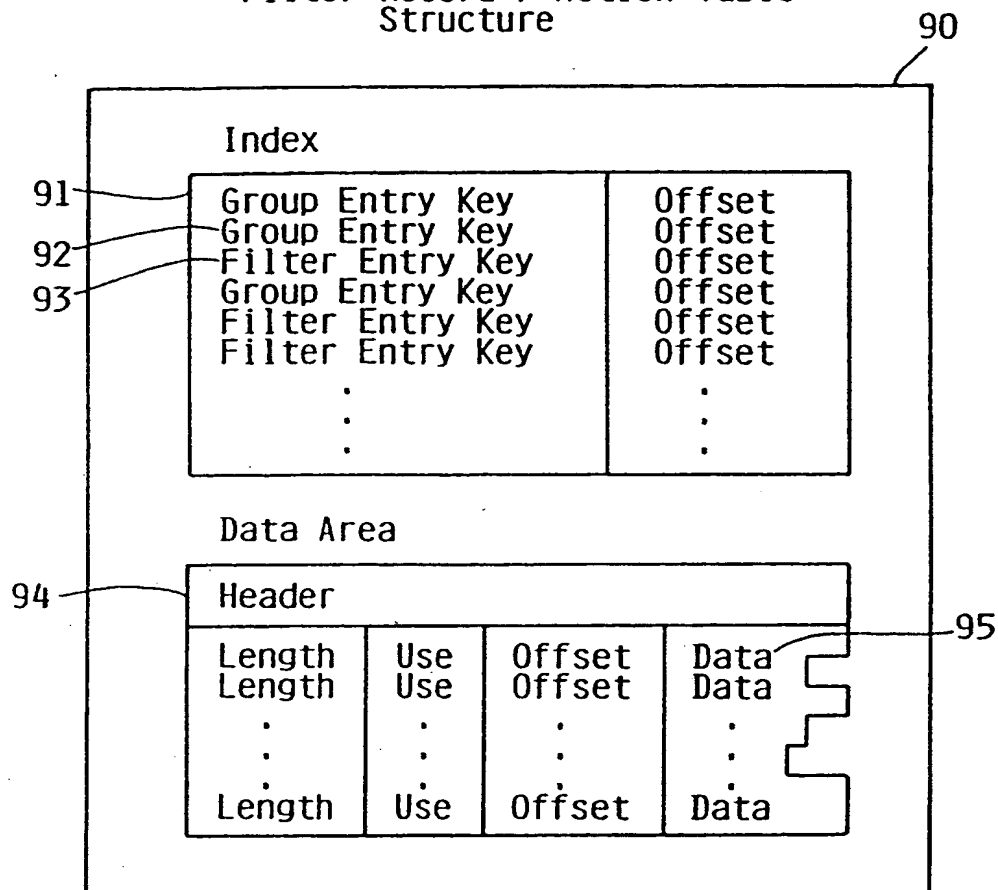 Structure
90
Index
91
Group Entry Key Offset
92
Group Entry Key Offset
93
Filter Entry Key Offset
Group Entry Key Offset
Filter Entry Key Offset
Filter Entry Key Offset
. .
. .
. .
Data Area
94
Header
95
Length Use Offset Data
Length Use Offset Data
. . . .
. . . .
. . . .
Length Use Offset Data